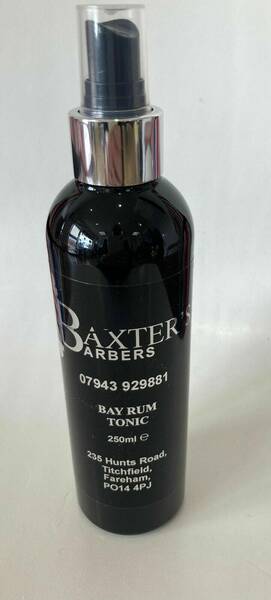 BAXTER'S
BARBERS
07943 929881
BAY RUM
TONIC
250ml ℮
235 Hunts Road,
Titchfield,
Fareham,
PO14 4PJ